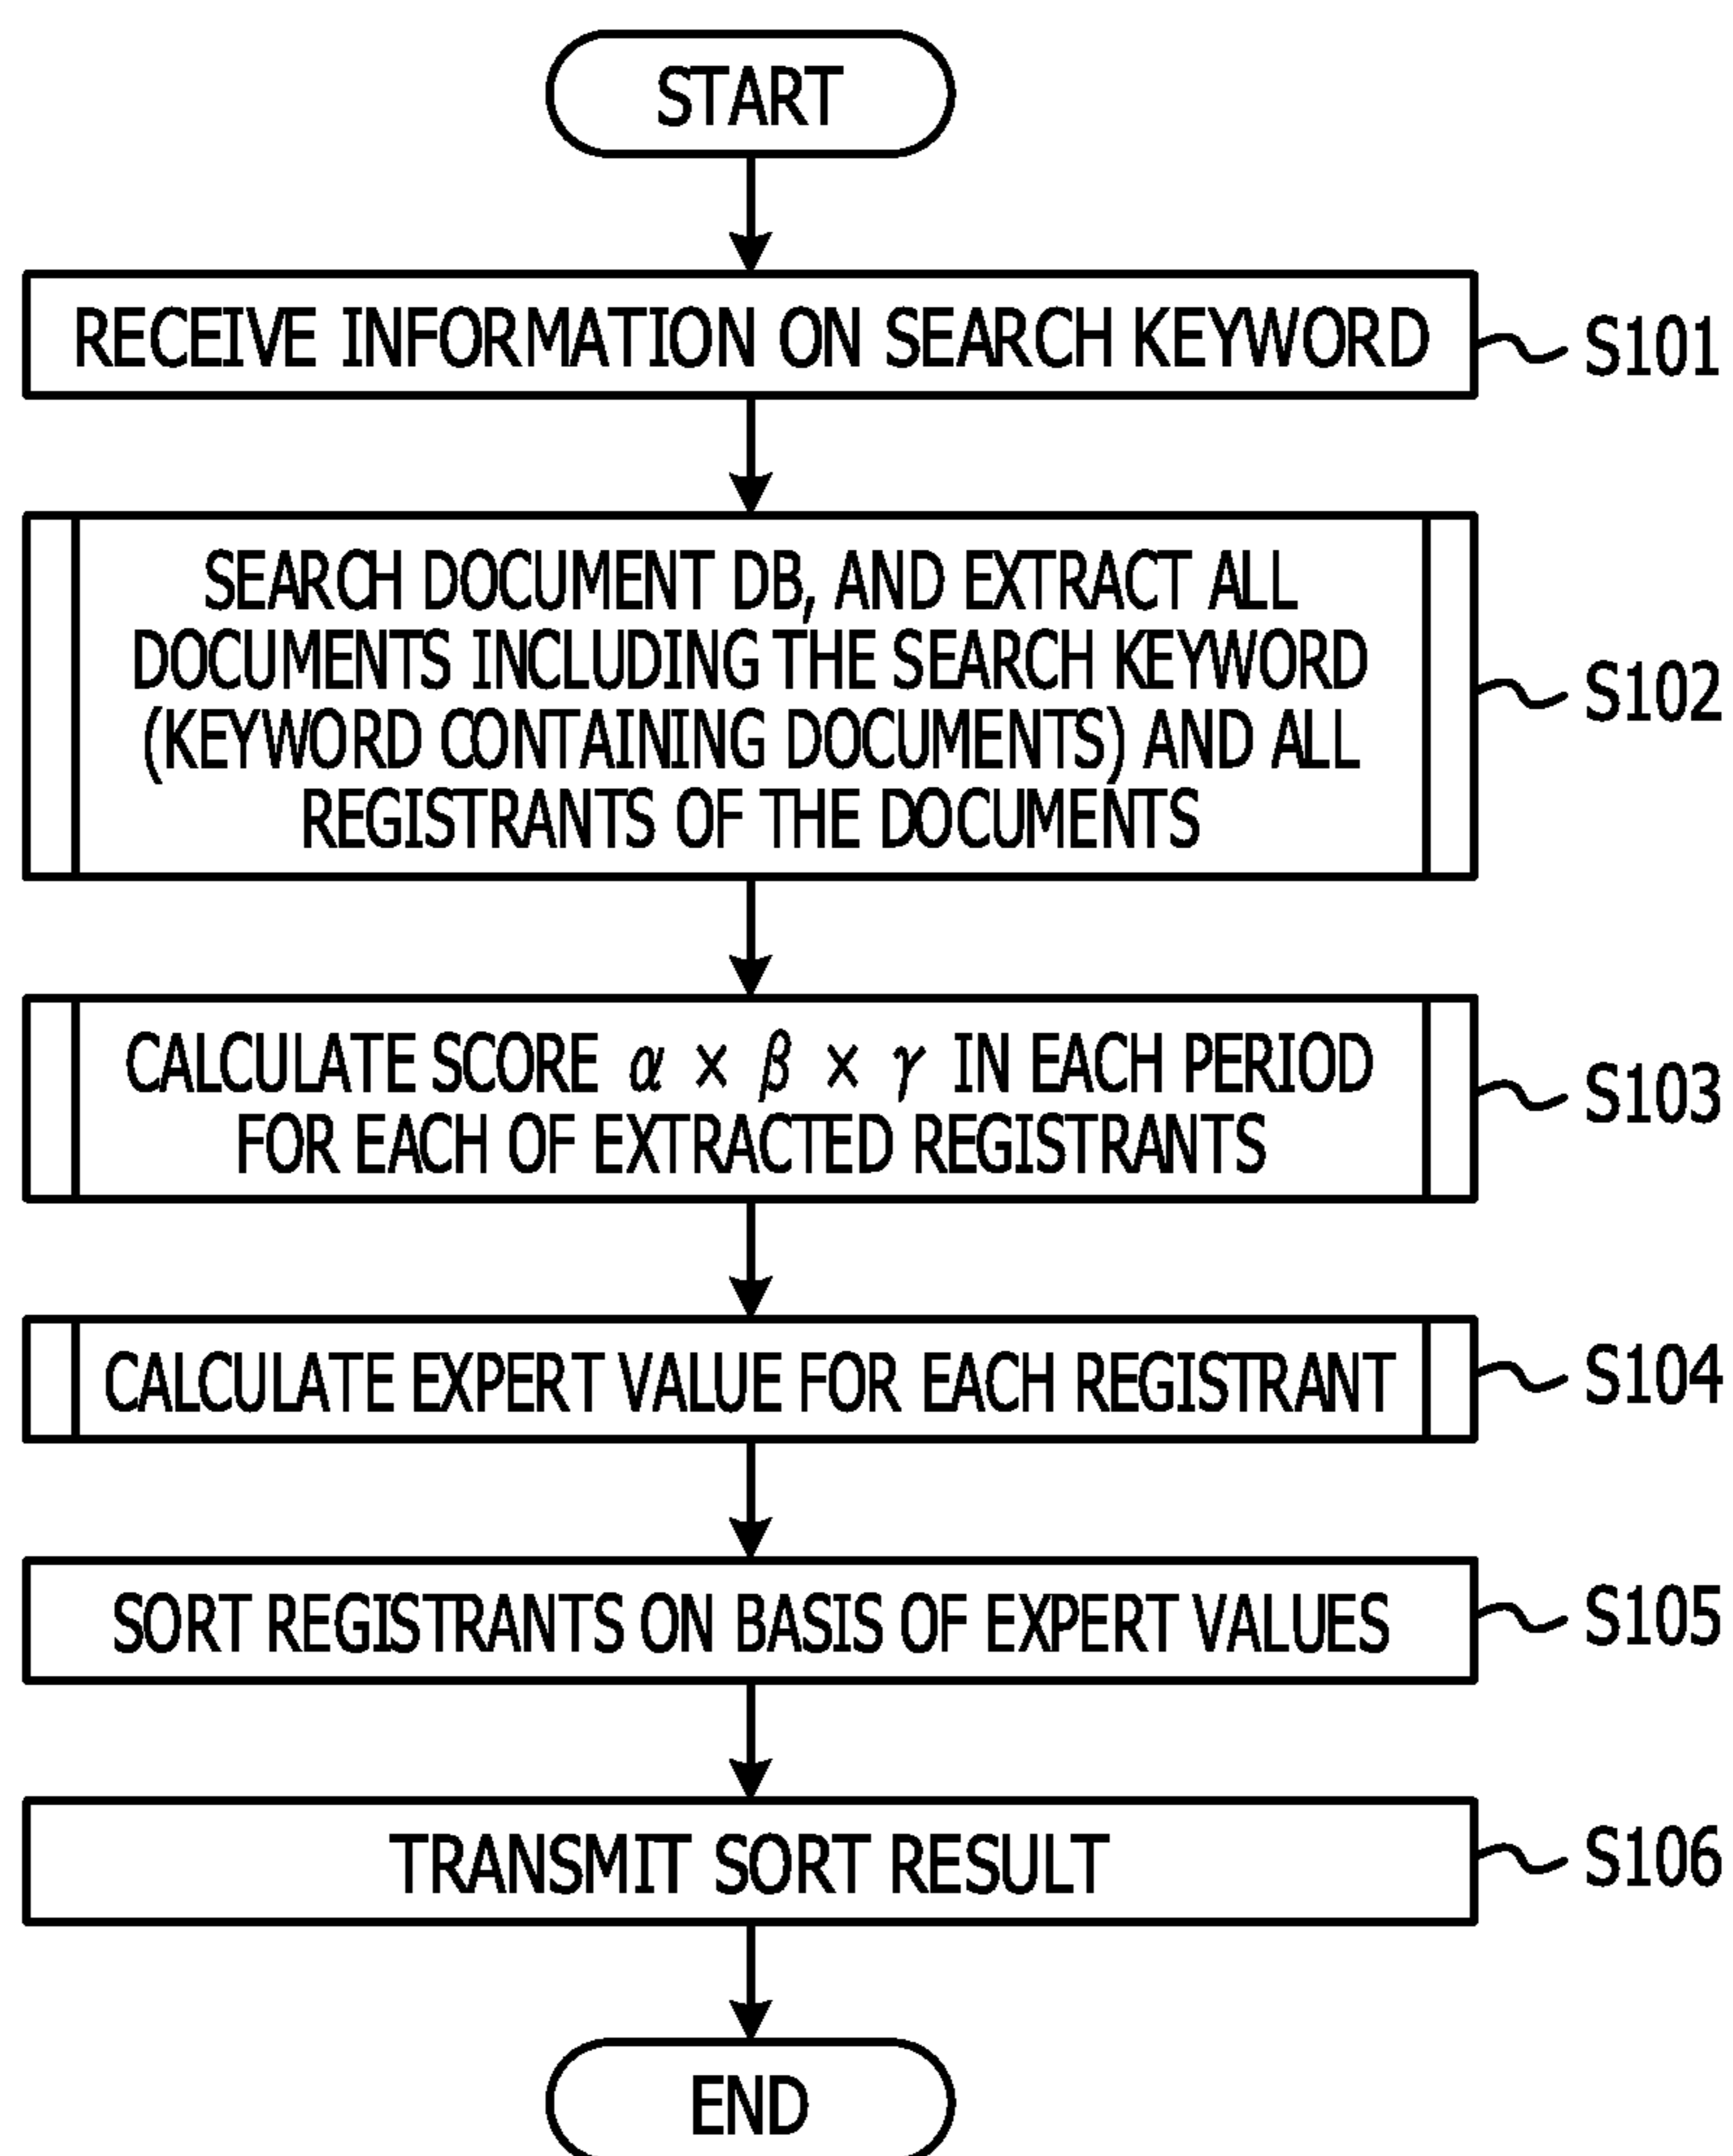 START
RECEIVE INFORMATION ON SEARCH KEYWORD
S101
SEARCH DOCUMENT DB, AND EXTRACT ALL
DOCUMENTS INCLUDING THE SEARCH KEYWORD
(KEYWORD CONTAINING DOCUMENTS) AND ALL
REGISTRANTS OF THE DOCUMENTS
S102
CALCULATE SCORE α × β × γ IN EACH PERIOD
FOR EACH OF EXTRACTED REGISTRANTS
S103
CALCULATE EXPERT VALUE FOR EACH REGISTRANT
S104
SORT REGISTRANTS ON BASIS OF EXPERT VALUES
S105
TRANSMIT SORT RESULT
S106
END